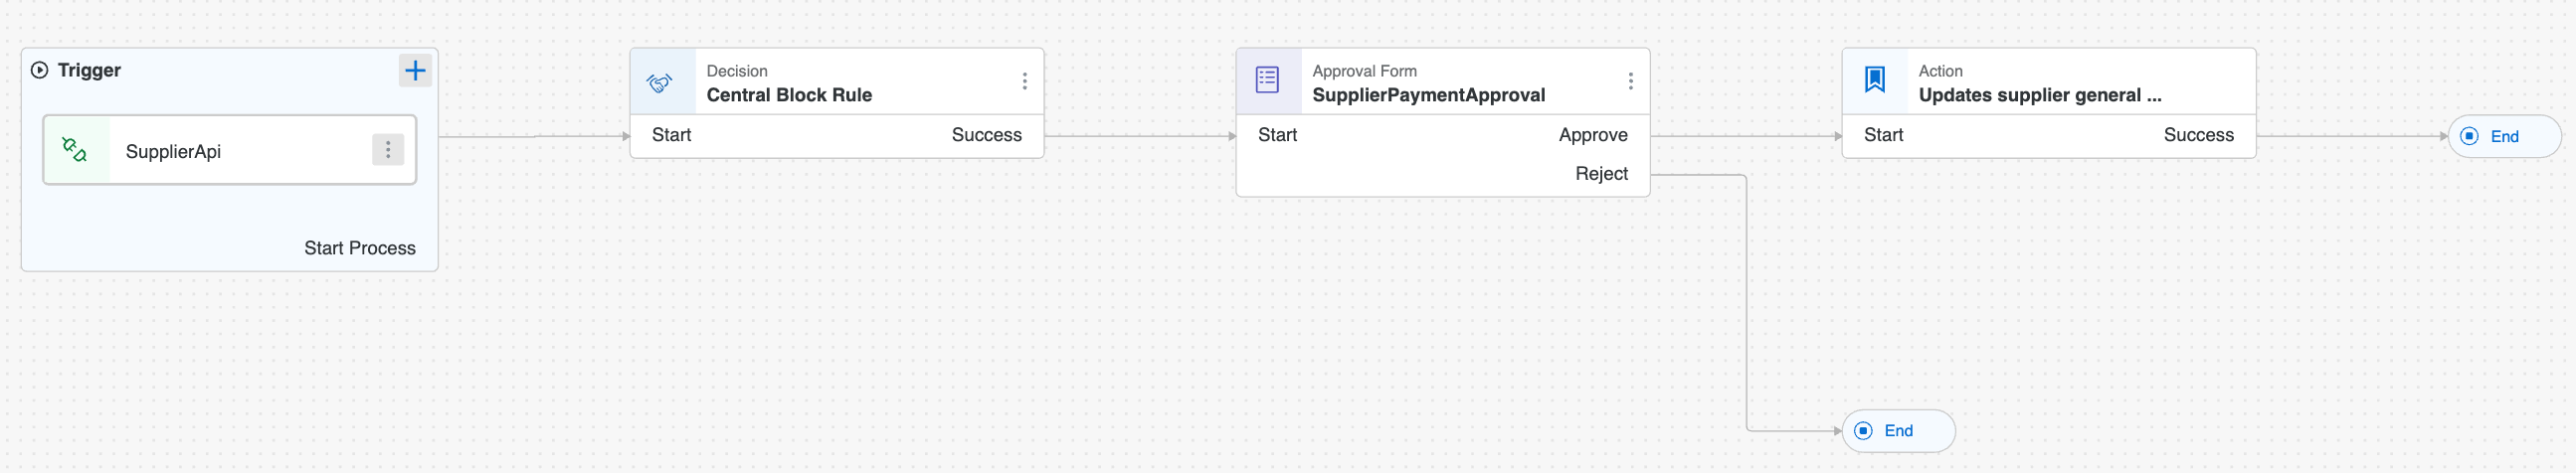 Trigger
SupplierApi
Start Process
Decision
Central Block Rule
Start
Success
Approval Form
SupplierPaymentApproval
Start
Approve
Reject
Action
Updates supplier general ...
Start
Success
End
End